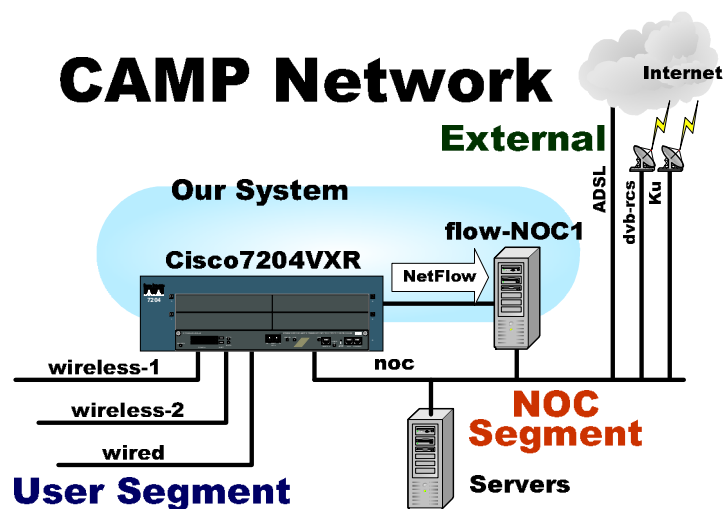 CAMP Network
Internet
External
Our System
ADSL
dvb-rcs
Ku
flow-NOC1
Cisco7204VXR
NetFlow
7204
wireless-1
noc
wireless-2
NOC
Segment
wired
Servers
User Segment